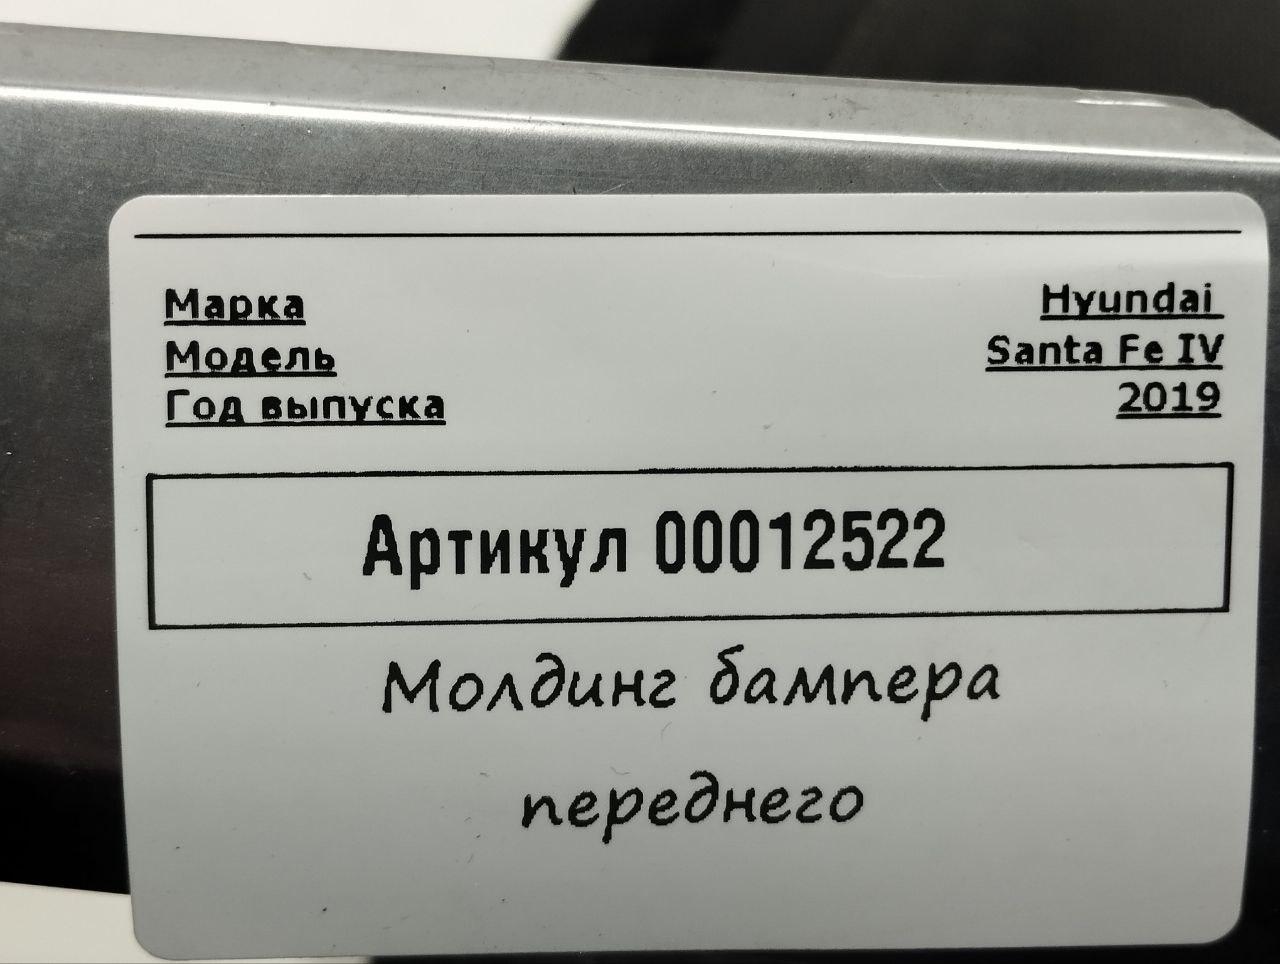 Марка Hyundai
Модель Santa Fe IV
Год выпуска 2019
Артикул 00012522
Молдинг бампера
переднего